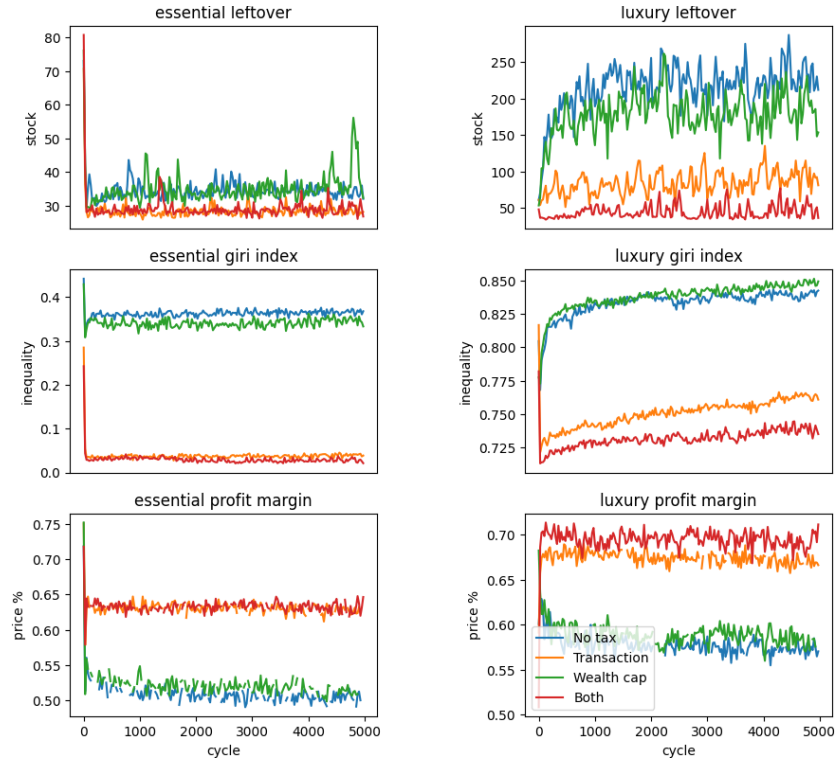 essential leftover
80
70
60
50
40
30
stock
luxury leftover
250
200
150
100
50
stock
essential giri index
0.4
0.3
0.2
0.1
0.0
inequality
luxury giri index
0.850
0.825
0.800
0.775
0.750
0.725
inequality
essential profit margin
0.75
0.70
0.65
0.60
0.55
0.50
price %
0 1000 2000 3000 4000 5000
cycle
luxury profit margin
0.70
0.65
0.60
0.55
0.50
price %
No tax
Transaction
Wealth cap
Both
0 1000 2000 3000 4000 5000
cycle